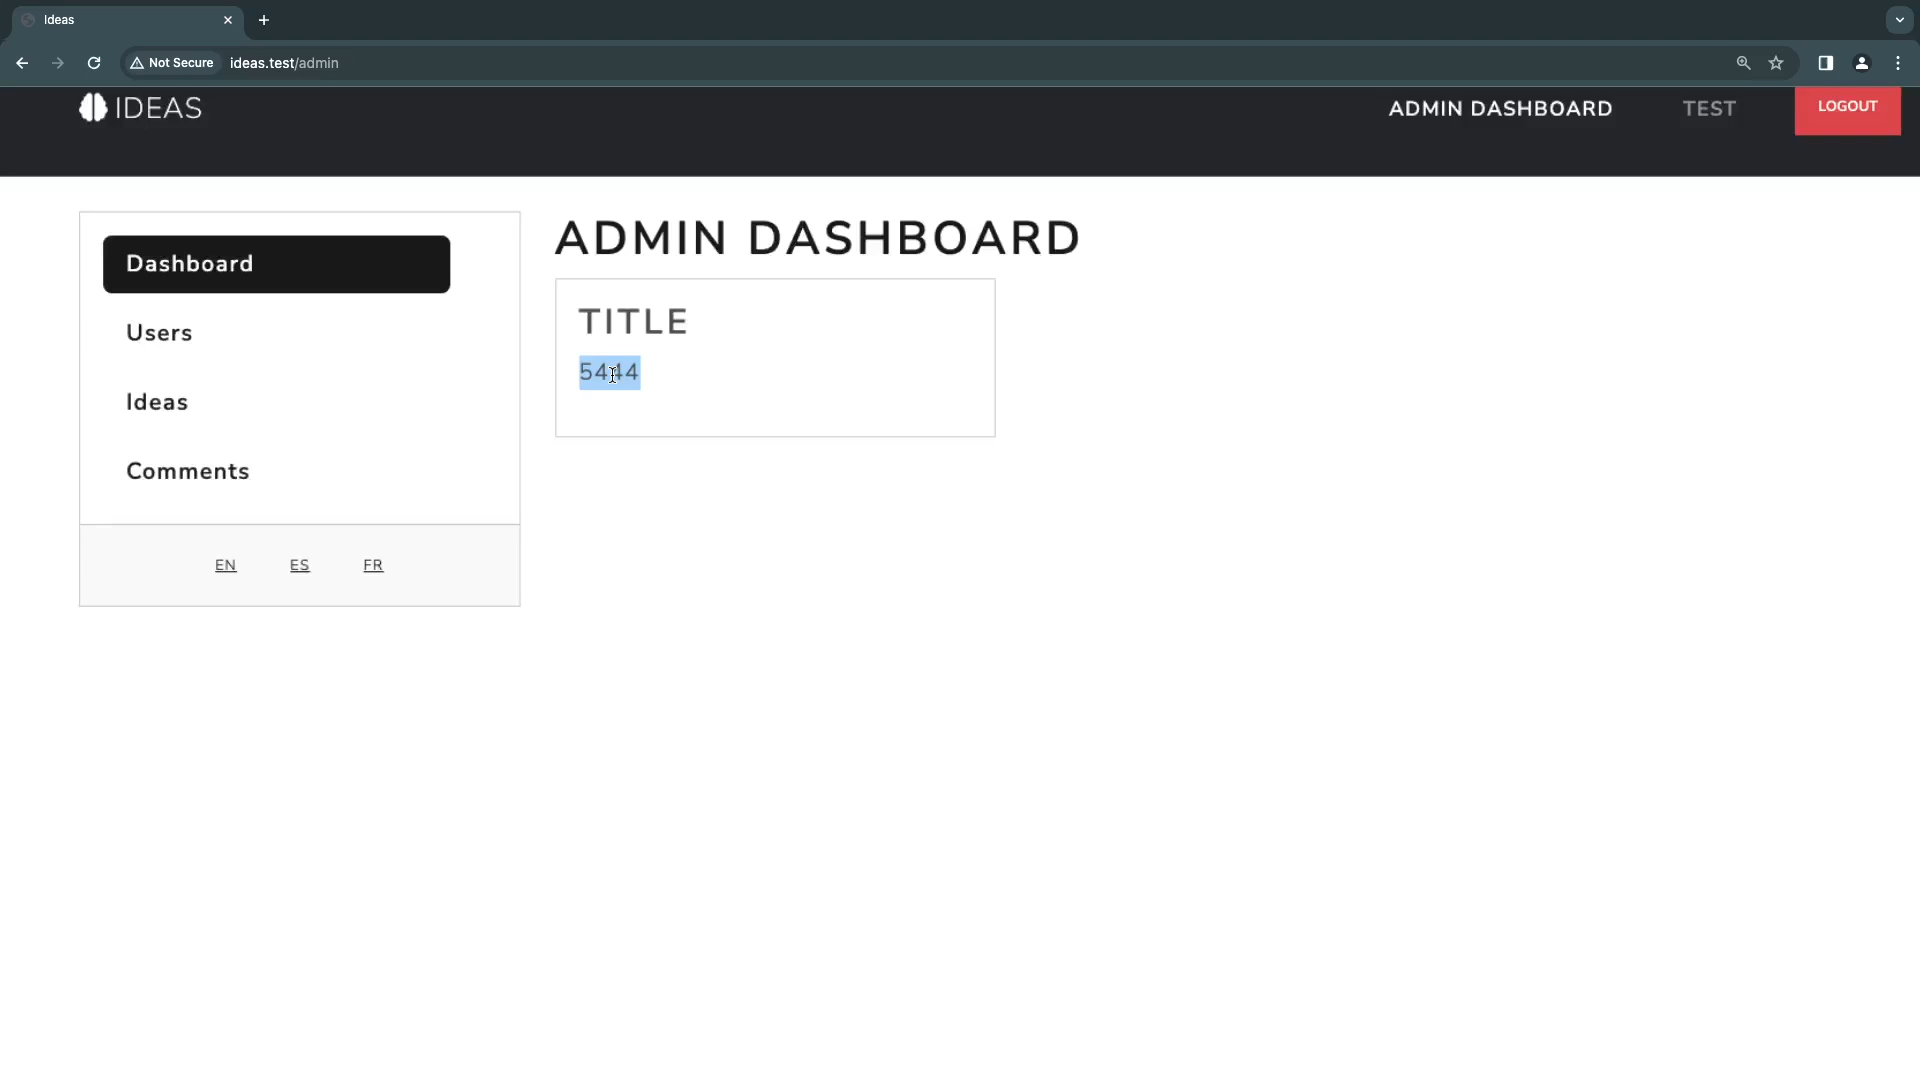 Ideas
Not Secure ideas.test/admin
IDEAS
ADMIN DASHBOARD TEST LOGOUT
Dashboard
Users
Ideas
Comments
EN ES FR
ADMIN DASHBOARD
TITLE
5444